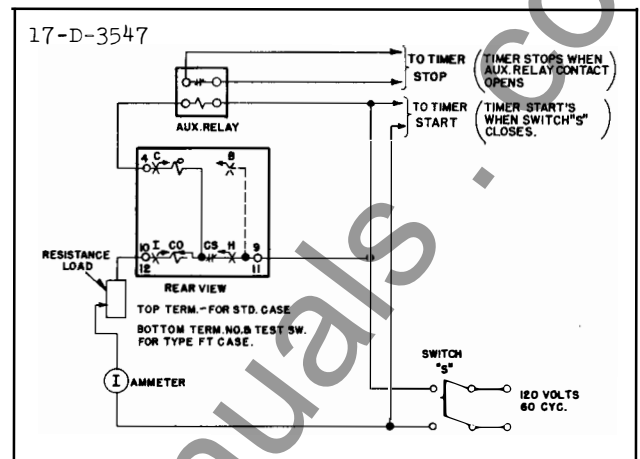 17-D-3547
TO TIMER
STOP
(TIMER STOPS WHEN
AUX. RELAY CONTACT
OPENS)
TO TIMER
START
(TIMER START'S
WHEN SWITCH "S"
CLOSES.)
AUX. RELAY
4 C B
10 I CO CS H 9
12 11
RESISTANCE
LOAD
REAR VIEW
TOP TERM.-FOR STD. CASE
BOTTOM TERM. NO.& TEST SW.
FOR TYPE FT CASE.
I AMMETER
SWITCH
"S"
120 VOLTS
60 CYC.